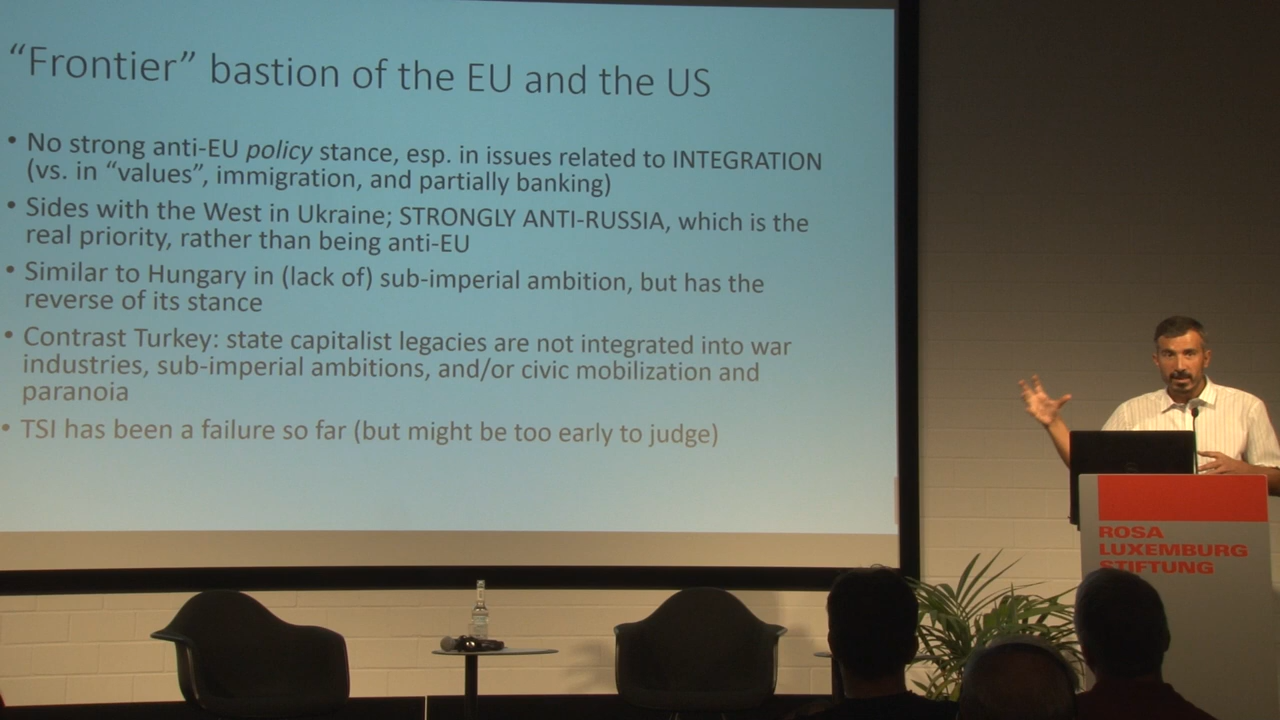 “Frontier” bastion of the EU and the US
• No strong anti-EU policy stance, esp. in issues related to INTEGRATION
(vs. in “values”, immigration, and partially banking)
• Sides with the West in Ukraine; STRONGLY ANTI-RUSSIA, which is the
real priority, rather than being anti-EU
• Similar to Hungary in (lack of) sub-imperial ambition, but has the
reverse of its stance
• Contrast Turkey: state capitalist legacies are not integrated into war
industries, sub-imperial ambitions, and/or civic mobilization and
paranoia
• TSI has been a failure so far (but might be too early to judge)
ROSA
LUXEMBURG
STIFTUNG